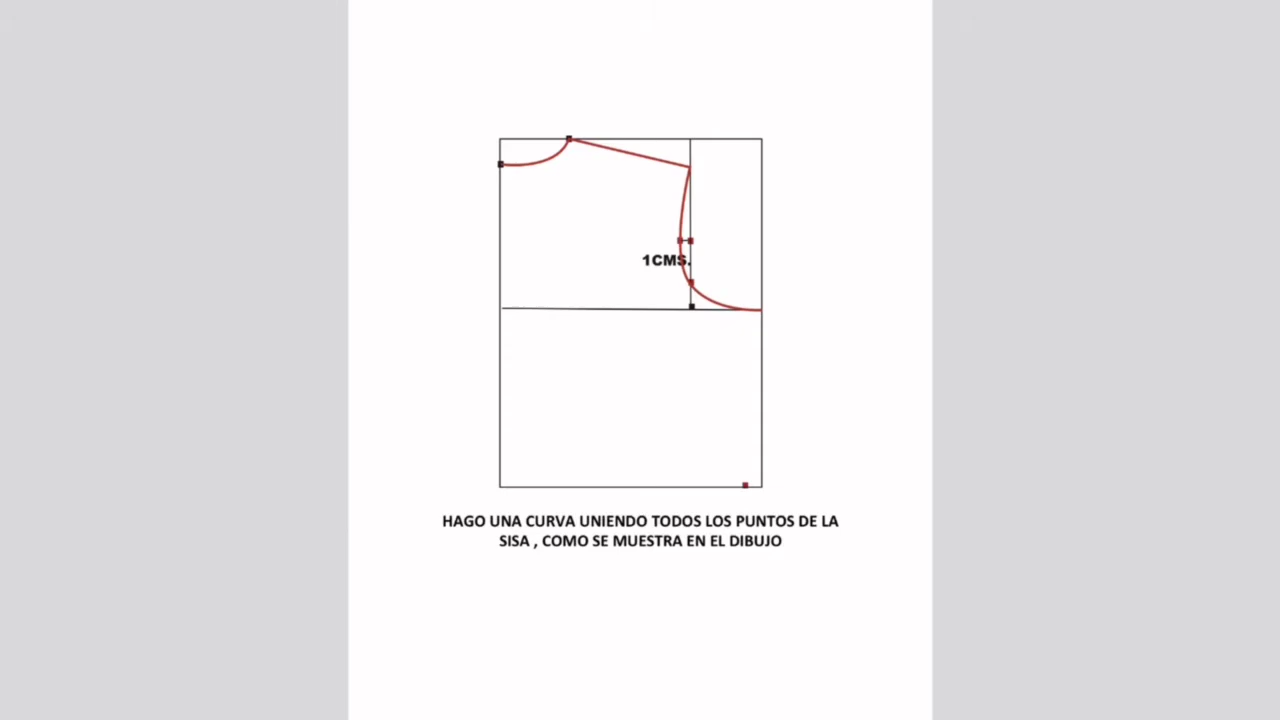 1CMS.
HAGO UNA CURVA UNIENDO TODOS LOS PUNTOS DE LA
SISA , COMO SE MUESTRA EN EL DIBUJO